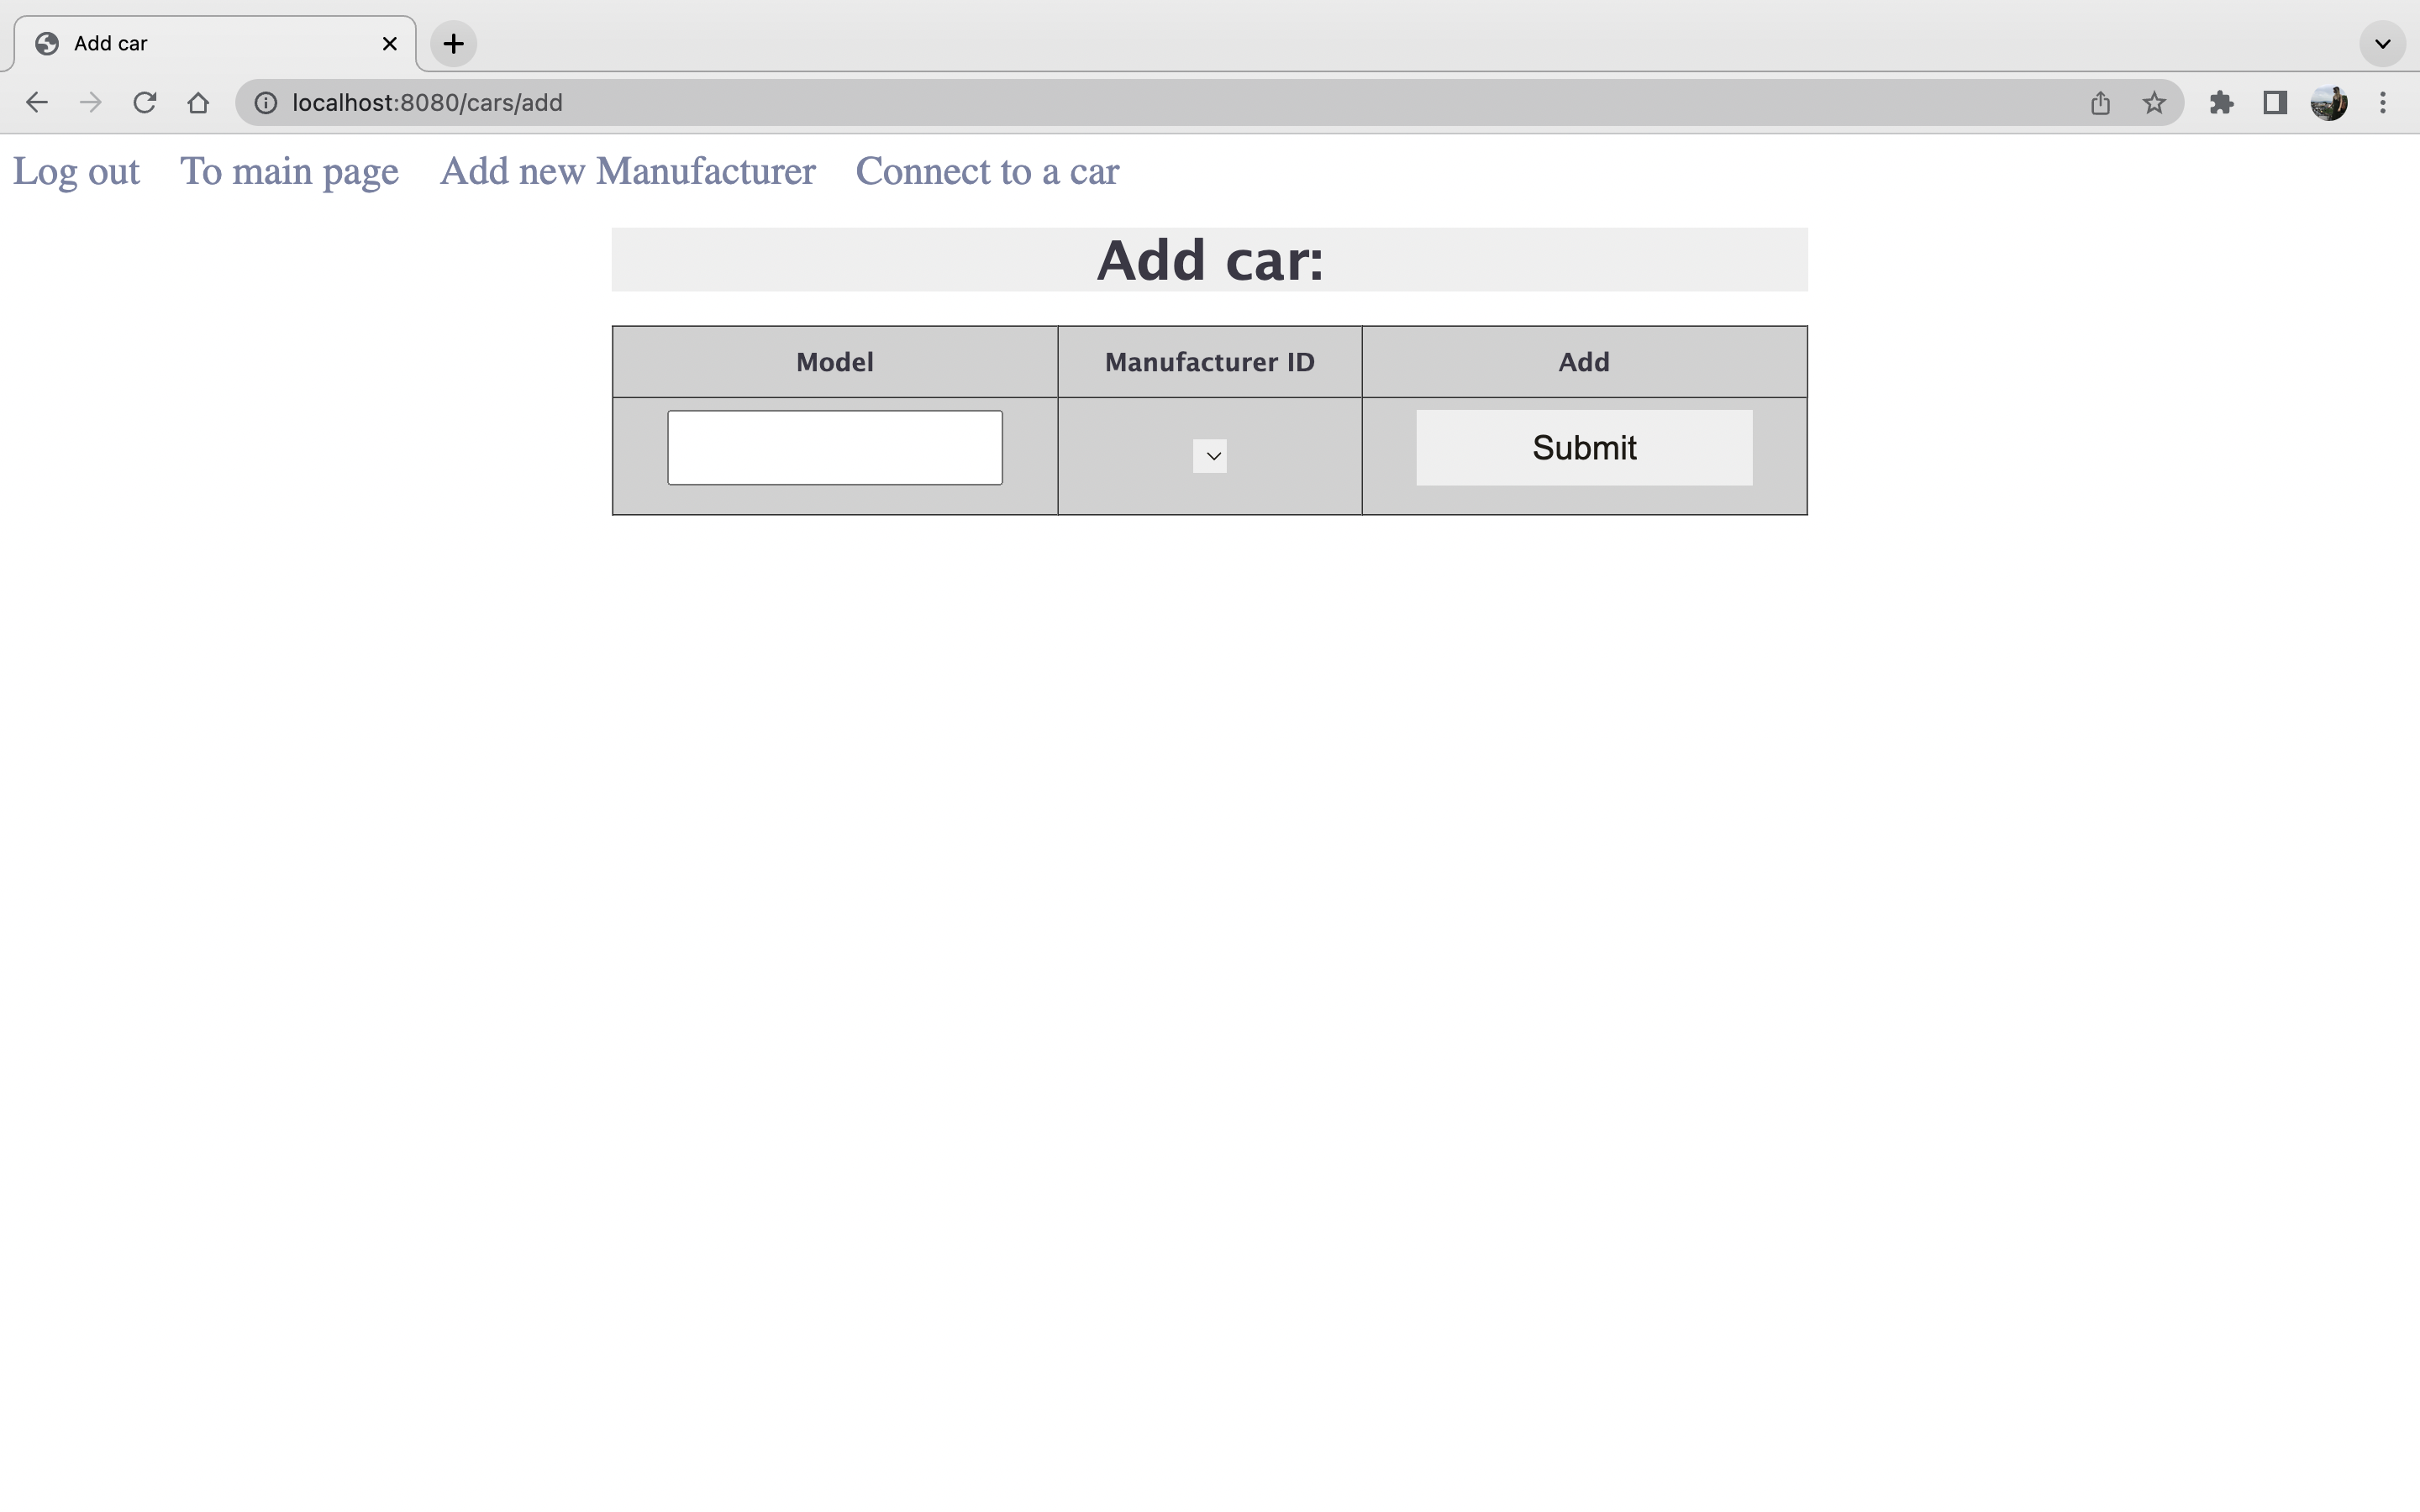 Add car
localhost:8080/cars/add
Log out To main page Add new Manufacturer Connect to a car
Add car:
Model Manufacturer ID Add
Submit